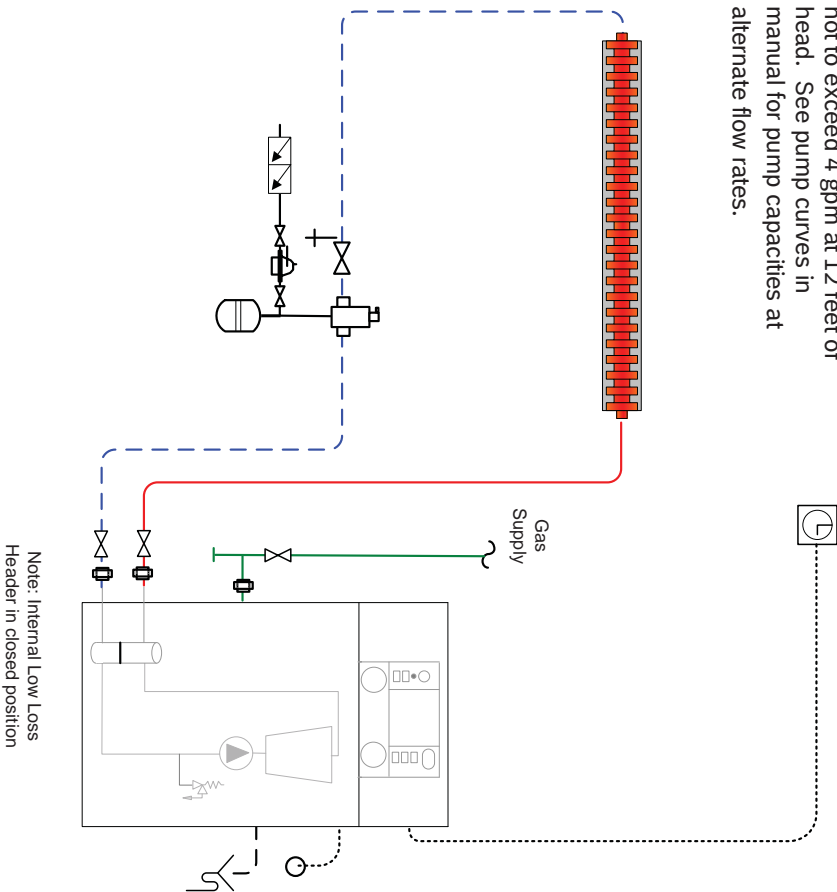 not to exceed 4 gpm at 12 feet of
head. See pump curves in
manual for pump capacities at
alternate flow rates.
Gas
Supply
Note: Internal Low Loss
Header in closed position